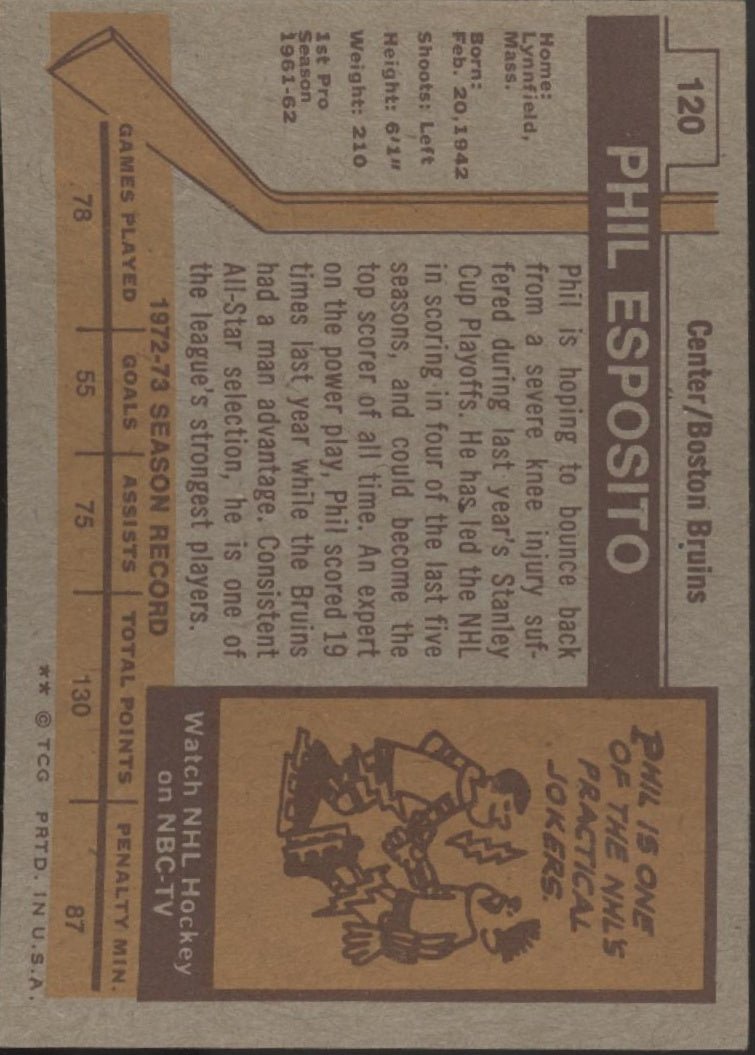 120
Center/Boston Bruins
PHIL ESPOSITO
Home:
Lynnfield,
Mass.
Born:
Feb. 20,1942
Shoots: Left
Height: 6'1"
Weight: 210
1st Pro
Season
1961-62
Phil is hoping to bounce back
from a severe knee injury suf-
fered during last year's Stanley
Cup Playoffs. He has led the NHL
in scoring in four of the last five
seasons, and could become the
top scorer of all time. An expert
on the power play, Phil scored 19
times last year while the Bruins
had a man advantage. Consistent
All-Star selection, he is one of
the league's strongest players.
PHIL IS ONE
OF THE NHL'S
PRACTICAL
JOKERS.
Watch NHL Hockey
on NBC-TV
1972-73 SEASON RECORD
GAMES PLAYED GOALS ASSISTS TOTAL POINTS PENALTY MIN.
78 55 75 130 87
** © TCG PRTD. IN U.S.A.